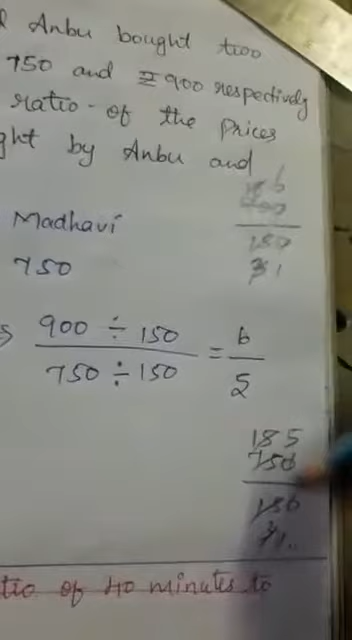 Anbu bought two
750 and ₹900 respectively
ratio of the Prices
ght by Anbu and
Madhavi
750
900 ÷ 150 / 750 ÷ 150 = 6/5
185
750
150
tio of 40 minutes to